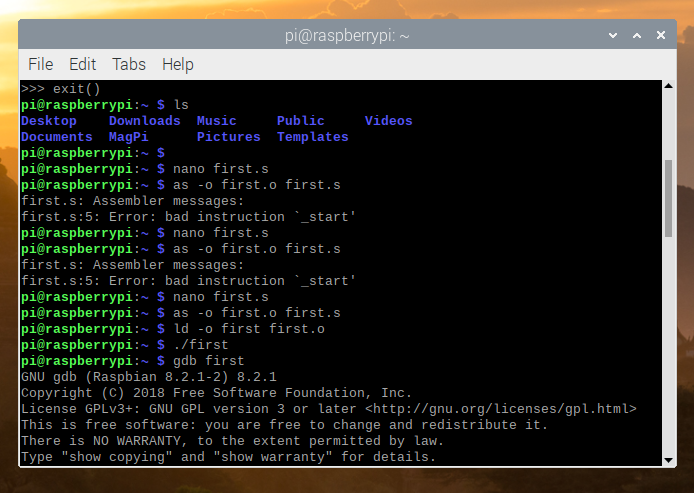 pi@raspberrypi: ~
File Edit Tabs Help
>>> exit()
pi@raspberrypi:~ $ ls
Desktop    Downloads  Music     Public     Videos
Documents  MagPi      Pictures  Templates
pi@raspberrypi:~ $
pi@raspberrypi:~ $ nano first.s
pi@raspberrypi:~ $ as -o first.o first.s
first.s: Assembler messages:
first.s:5: Error: bad instruction `_start'
pi@raspberrypi:~ $ nano first.s
pi@raspberrypi:~ $ as -o first.o first.s
first.s: Assembler messages:
first.s:5: Error: bad instruction `_start'
pi@raspberrypi:~ $ nano first.s
pi@raspberrypi:~ $ as -o first.o first.s
pi@raspberrypi:~ $ ld -o first first.o
pi@raspberrypi:~ $ ./first
pi@raspberrypi:~ $ gdb first
GNU gdb (Raspbian 8.2.1-2) 8.2.1
Copyright (C) 2018 Free Software Foundation, Inc.
License GPLv3+: GNU GPL version 3 or later <http://gnu.org/licenses/gpl.html>
This is free software: you are free to change and redistribute it.
There is NO WARRANTY, to the extent permitted by law.
Type "show copying" and "show warranty" for details.